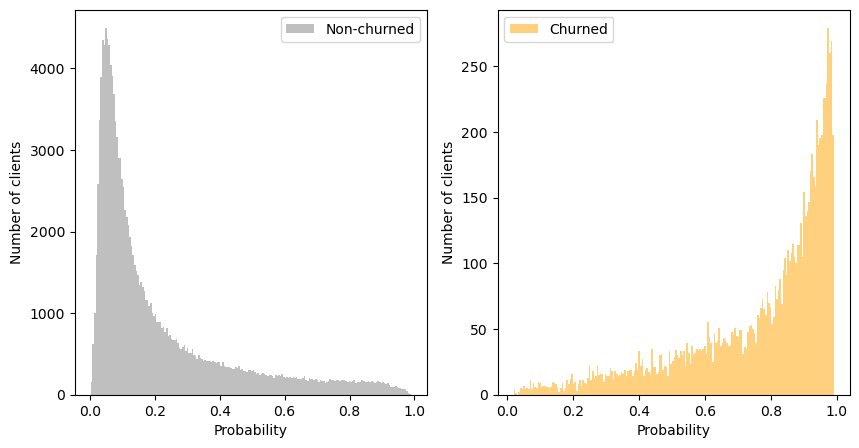 Non-churned
Number of clients
4000
3000
2000
1000
0
0.0 0.2 0.4 0.6 0.8 1.0
Probability
Churned
Number of clients
250
200
150
100
50
0
0.0 0.2 0.4 0.6 0.8 1.0
Probability